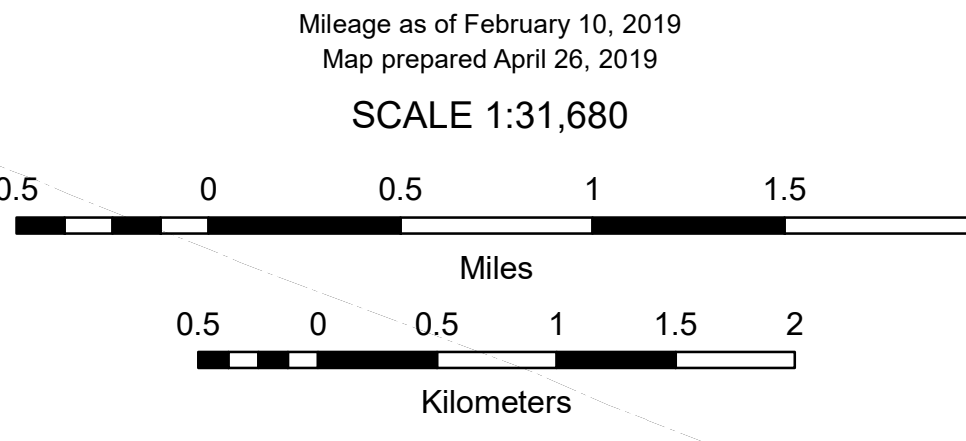 Mileage as of February 10, 2019
Map prepared April 26, 2019
SCALE 1:31,680
0.5 0 0.5 1 1.5
Miles
0.5 0 0.5 1 1.5 2
Kilometers